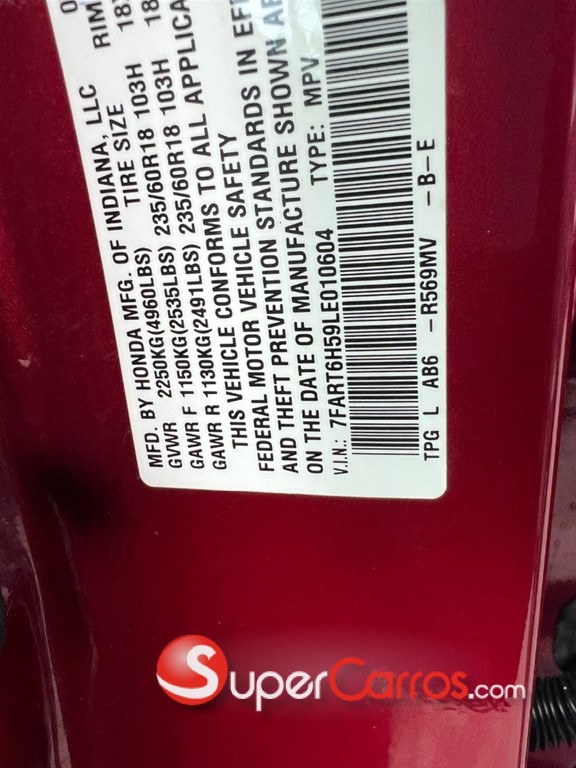 MFD. BY HONDA MFG. OF INDIANA, LLC
TIRE SIZE RIM
GVWR 2250KG(4960LBS)
GAWR F 1150KG(2535LBS) 235/60R18 103H 18
GAWR R 1130KG(2491LBS) 235/60R18 103H 18
THIS VEHICLE CONFORMS TO ALL APPLICA
FEDERAL MOTOR VEHICLE SAFETY
AND THEFT PREVENTION STANDARDS IN EF
ON THE DATE OF MANUFACTURE SHOWN AB
V.I.N.: 7FART6H59LE010604 TYPE: MPV
TPG L AB6 -R569MV -B-E
SuperCarros.com